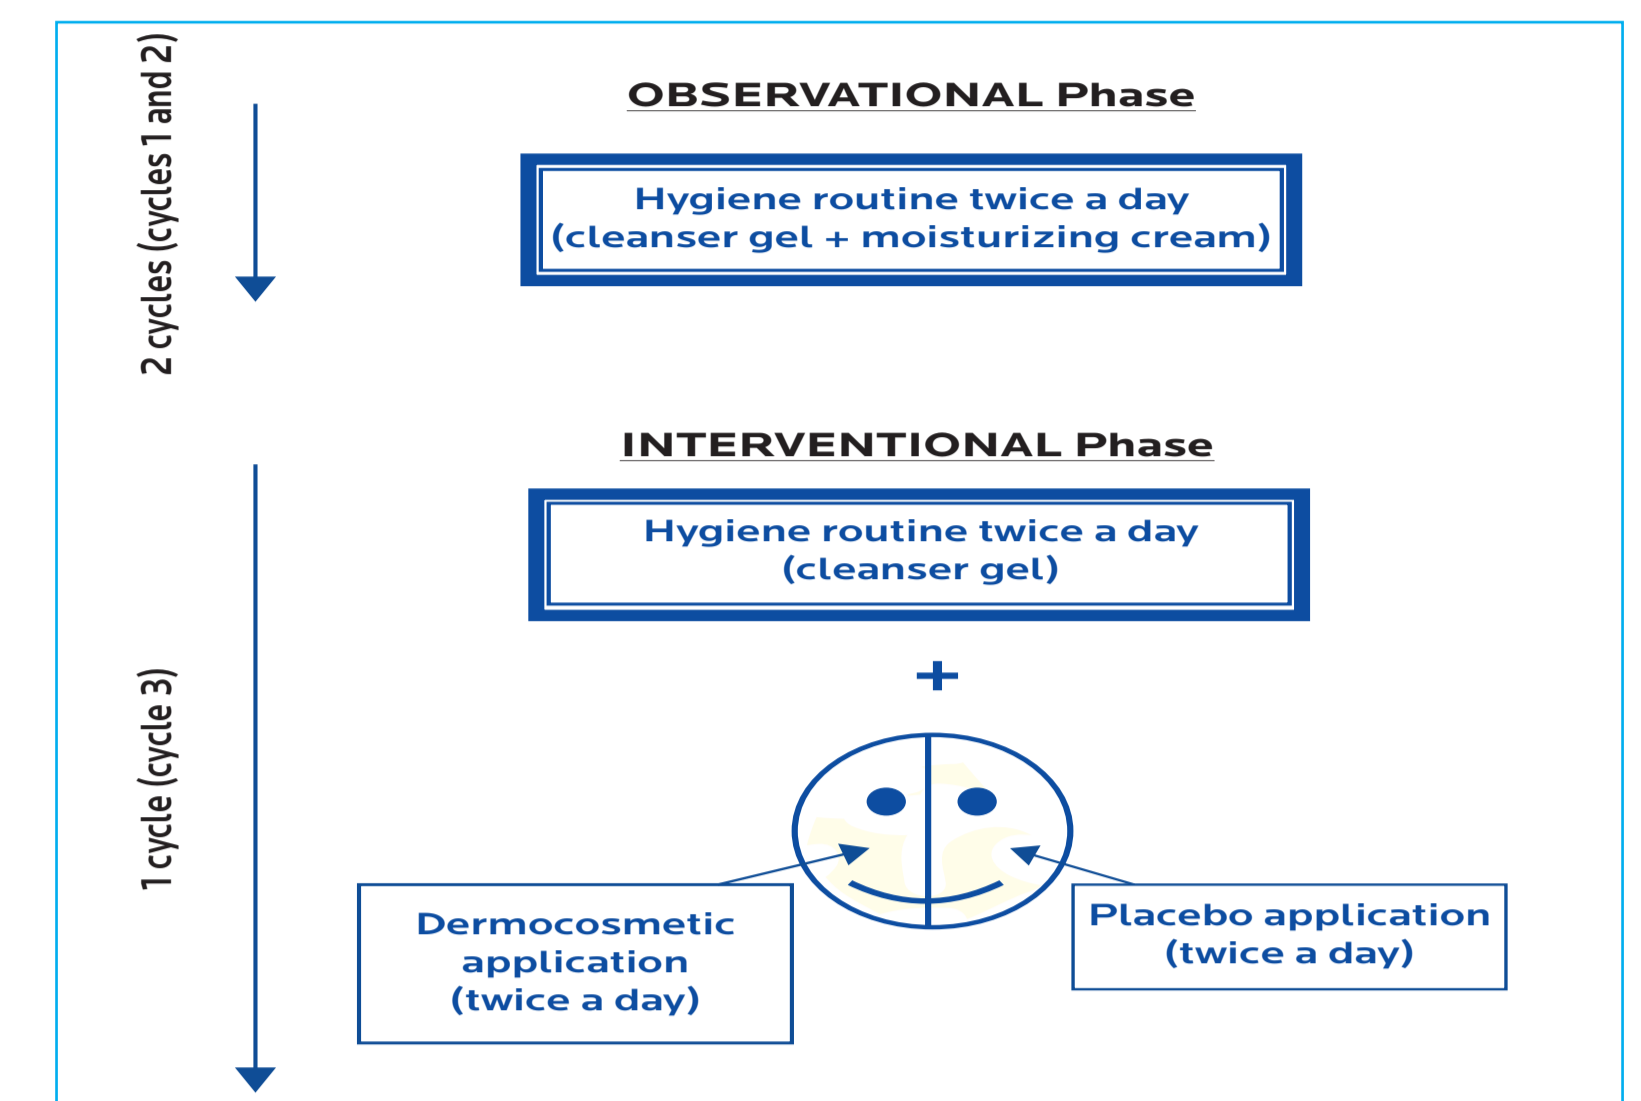 2 cycles (cycles 1 and 2)
OBSERVATIONAL Phase
Hygiene routine twice a day
(cleanser gel + moisturizing cream)
INTERVENTIONAL Phase
Hygiene routine twice a day
(cleanser gel)
+
1 cycle (cycle 3)
Dermocosmetic
application
(twice a day)
Placebo application
(twice a day)